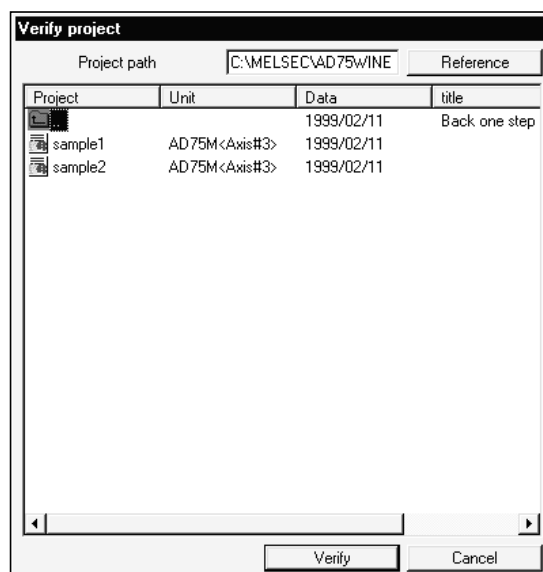 Verify project
Project path C:\MELSEC\AD75WINE Reference
Project Unit Data title
.. 1999/02/11 Back one step
sample1 AD75M<Axis#3> 1999/02/11
sample2 AD75M<Axis#3> 1999/02/11
Verify Cancel